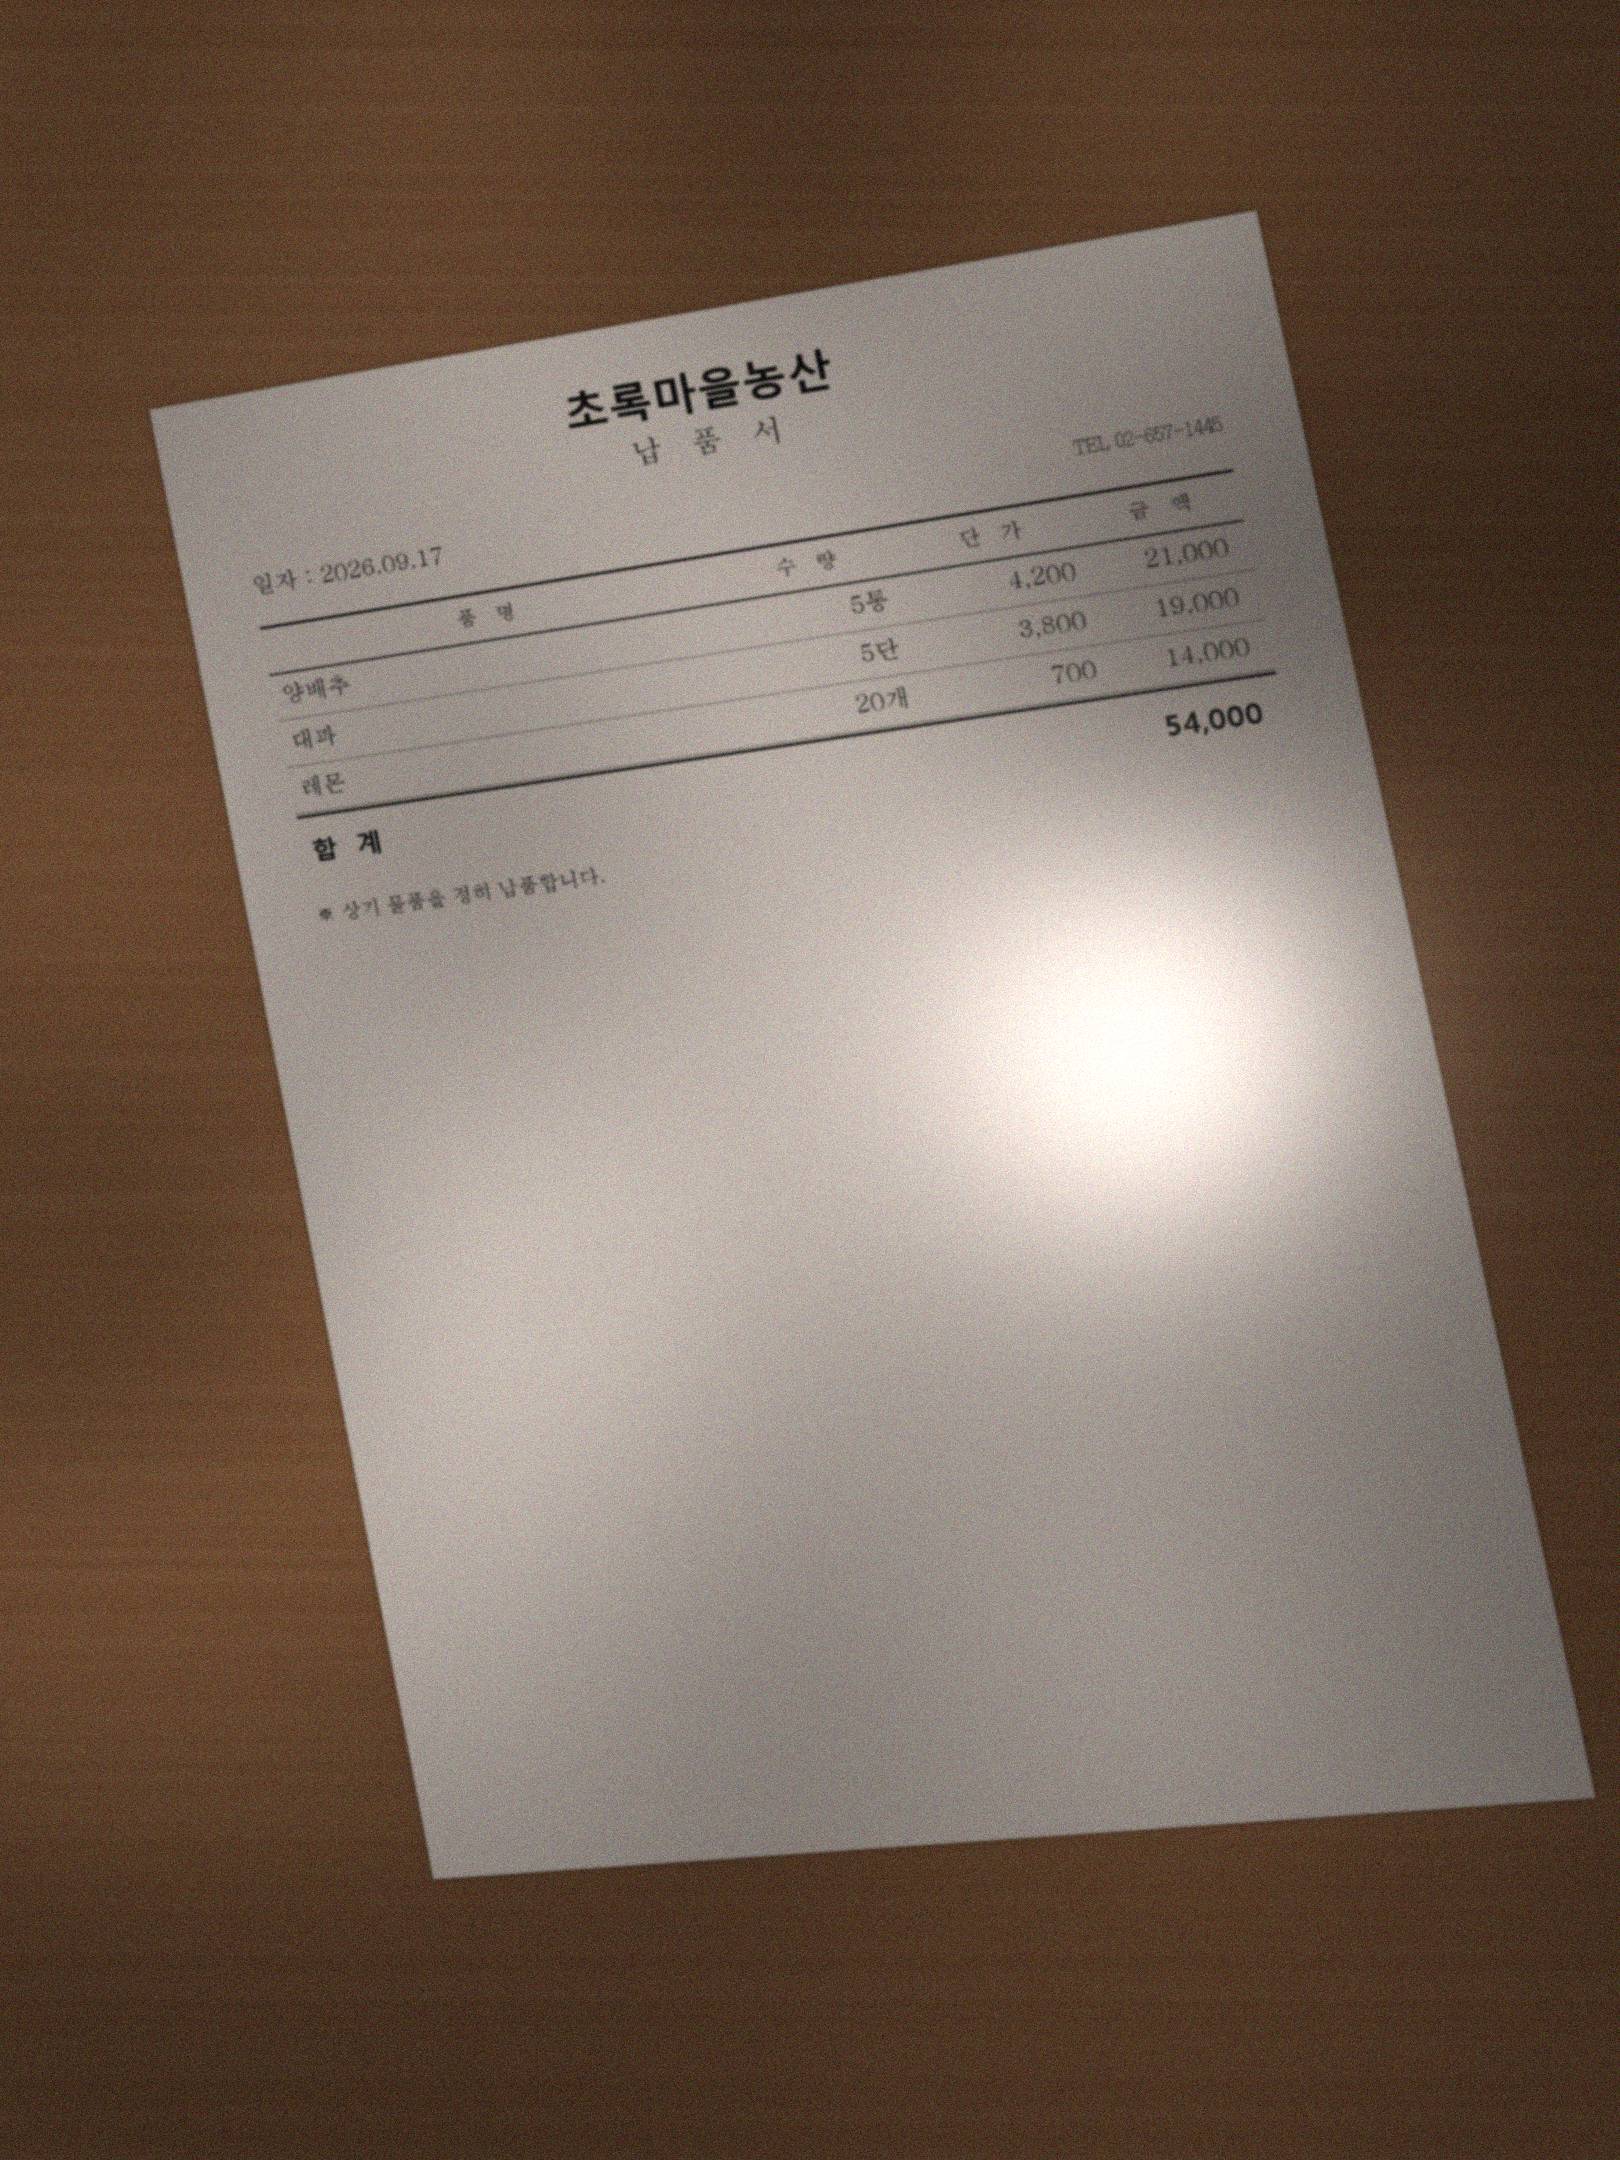 초록마을농산
납 품 서
TEL 02-657-1445
일자 : 2026.09.17
품 명 수 량 단 가 금 액
양배추 5통 4,200 21,000
대파 5단 3,800 19,000
레몬 20개 700 14,000
합 계 54,000
※ 상기 물품을 정히 납품합니다.